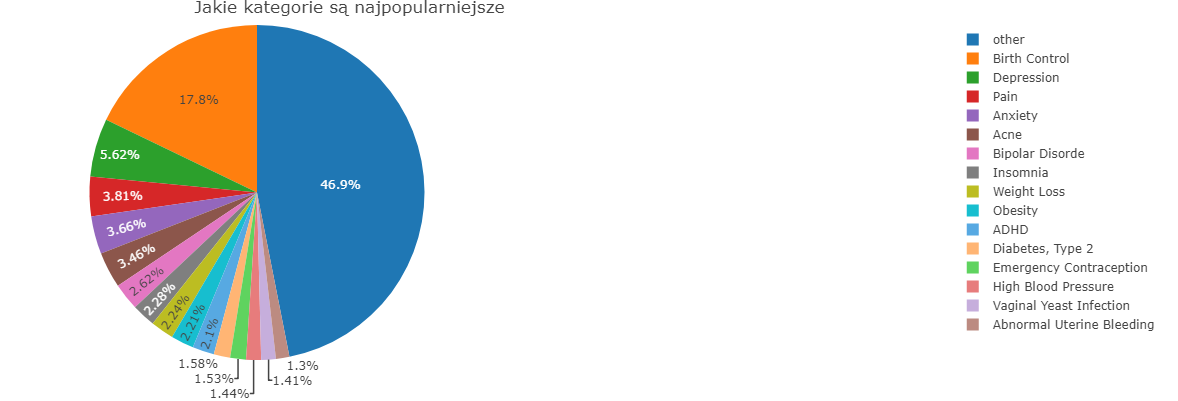 Jakie kategorie są najpopularniejsze
46.9%
17.8%
5.62%
3.81%
3.66%
3.46%
2.62%
2.28%
2.24%
2.21%
2.1%
1.58%
1.53%
1.44%
1.41%
1.3%
other
Birth Control
Depression
Pain
Anxiety
Acne
Bipolar Disorde
Insomnia
Weight Loss
Obesity
ADHD
Diabetes, Type 2
Emergency Contraception
High Blood Pressure
Vaginal Yeast Infection
Abnormal Uterine Bleeding